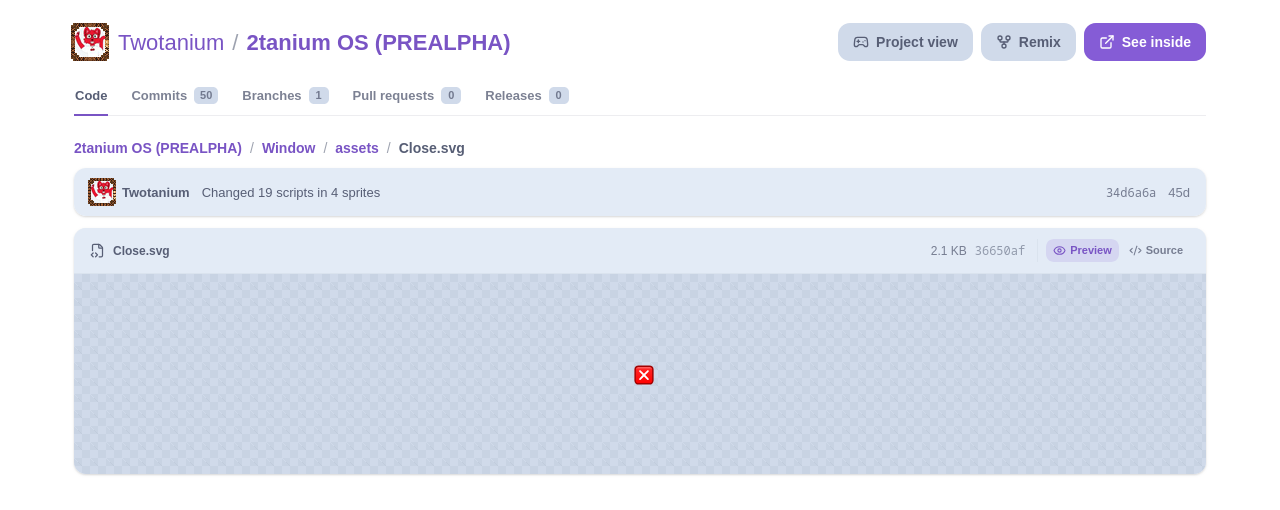 Twotanium / 2tanium OS (PREALPHA)
Project view
Remix
See inside
Code
Commits 50
Branches 1
Pull requests 0
Releases 0
2tanium OS (PREALPHA) / Window / assets / Close.svg
Twotanium Changed 19 scripts in 4 sprites 34d6a6a 45d
Close.svg 2.1 KB 36650af Preview Source